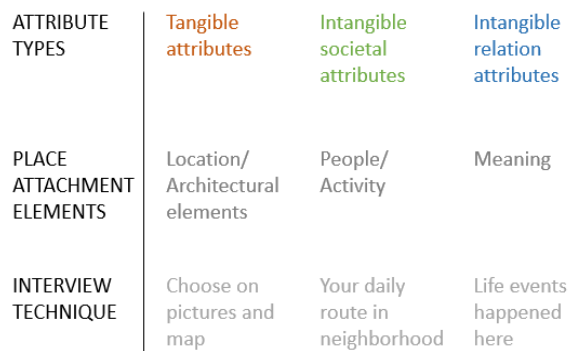 ATTRIBUTE TYPES
Tangible attributes
Intangible societal attributes
Intangible relation attributes
PLACE ATTACHMENT ELEMENTS
Location/ Architectural elements
People/ Activity
Meaning
INTERVIEW TECHNIQUE
Choose on pictures and map
Your daily route in neighborhood
Life events happened here